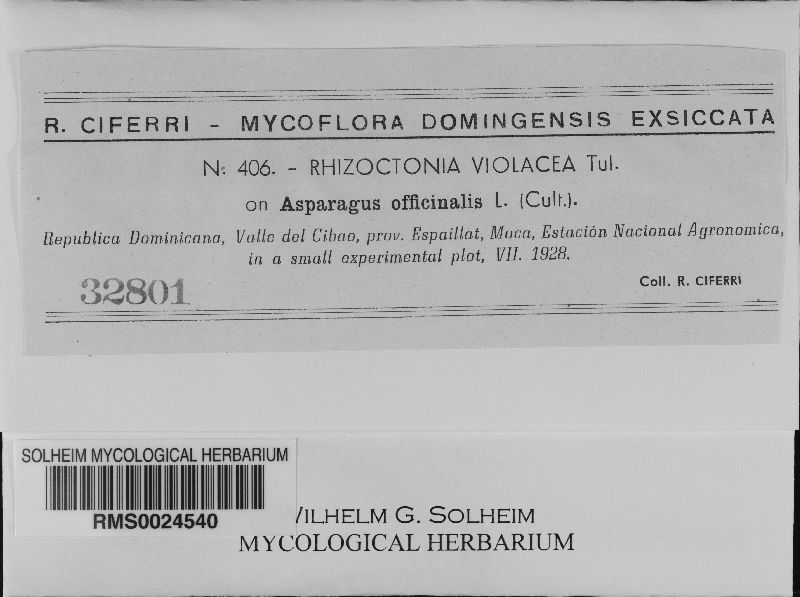 R. CIFERRI - MYCOFLORA DOMINGENSIS EXSICCATA
N: 406. - RHIZOCTONIA VIOLACEA Tul.
on Asparagus officinalis L. (Cult.).
Republica Dominicana, Valle del Cibao, prov. Espaillat, Moca, Estación Nacional Agronomica,
in a small experimental plot, VII. 1928.
32801
Coll. R. CIFERRI
SOLHEIM MYCOLOGICAL HERBARIUM
RMS0024540
WILHELM G. SOLHEIM
MYCOLOGICAL HERBARIUM